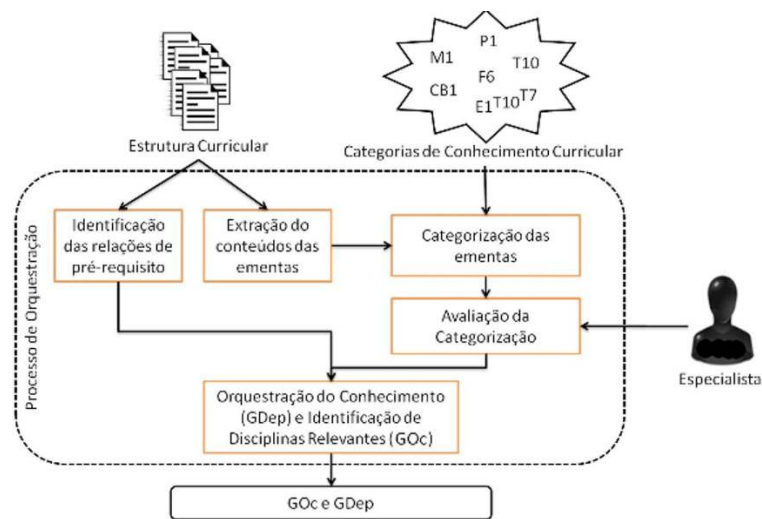 P1
M1
T10
F6
CB1
T7
E1
T10
Estrutura Curricular
Categorias de Conhecimento Curricular
Processo de Orquestração
Identificação
das relações de
pré-requisito
Extração do
conteúdos das
ementas
Categorização das
ementas
Avaliação da
Categorização
Especialista
Orquestração do Conhecimento
(GDep) e Identificação de
Disciplinas Relevantes (GOc)
GOc e GDep